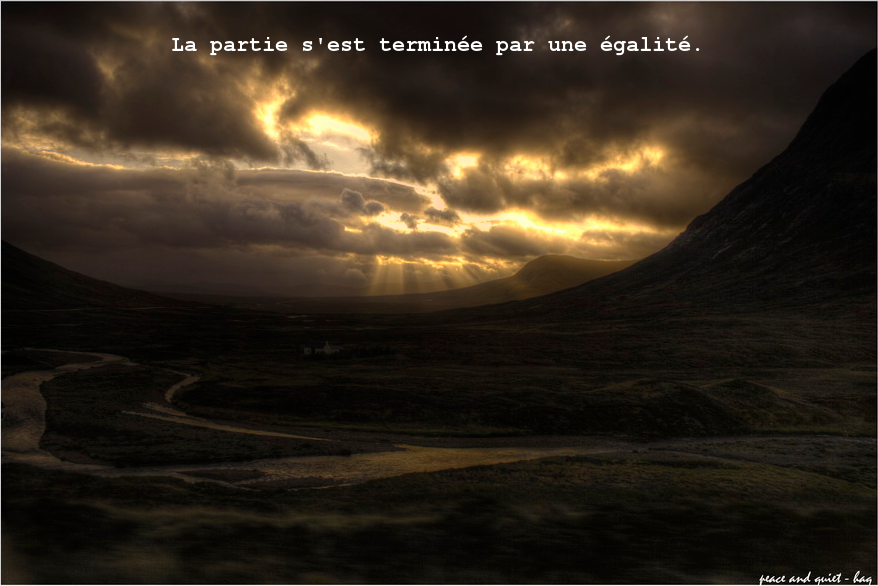 La partie s'est terminée par une égalité.
peace and quiet - hag